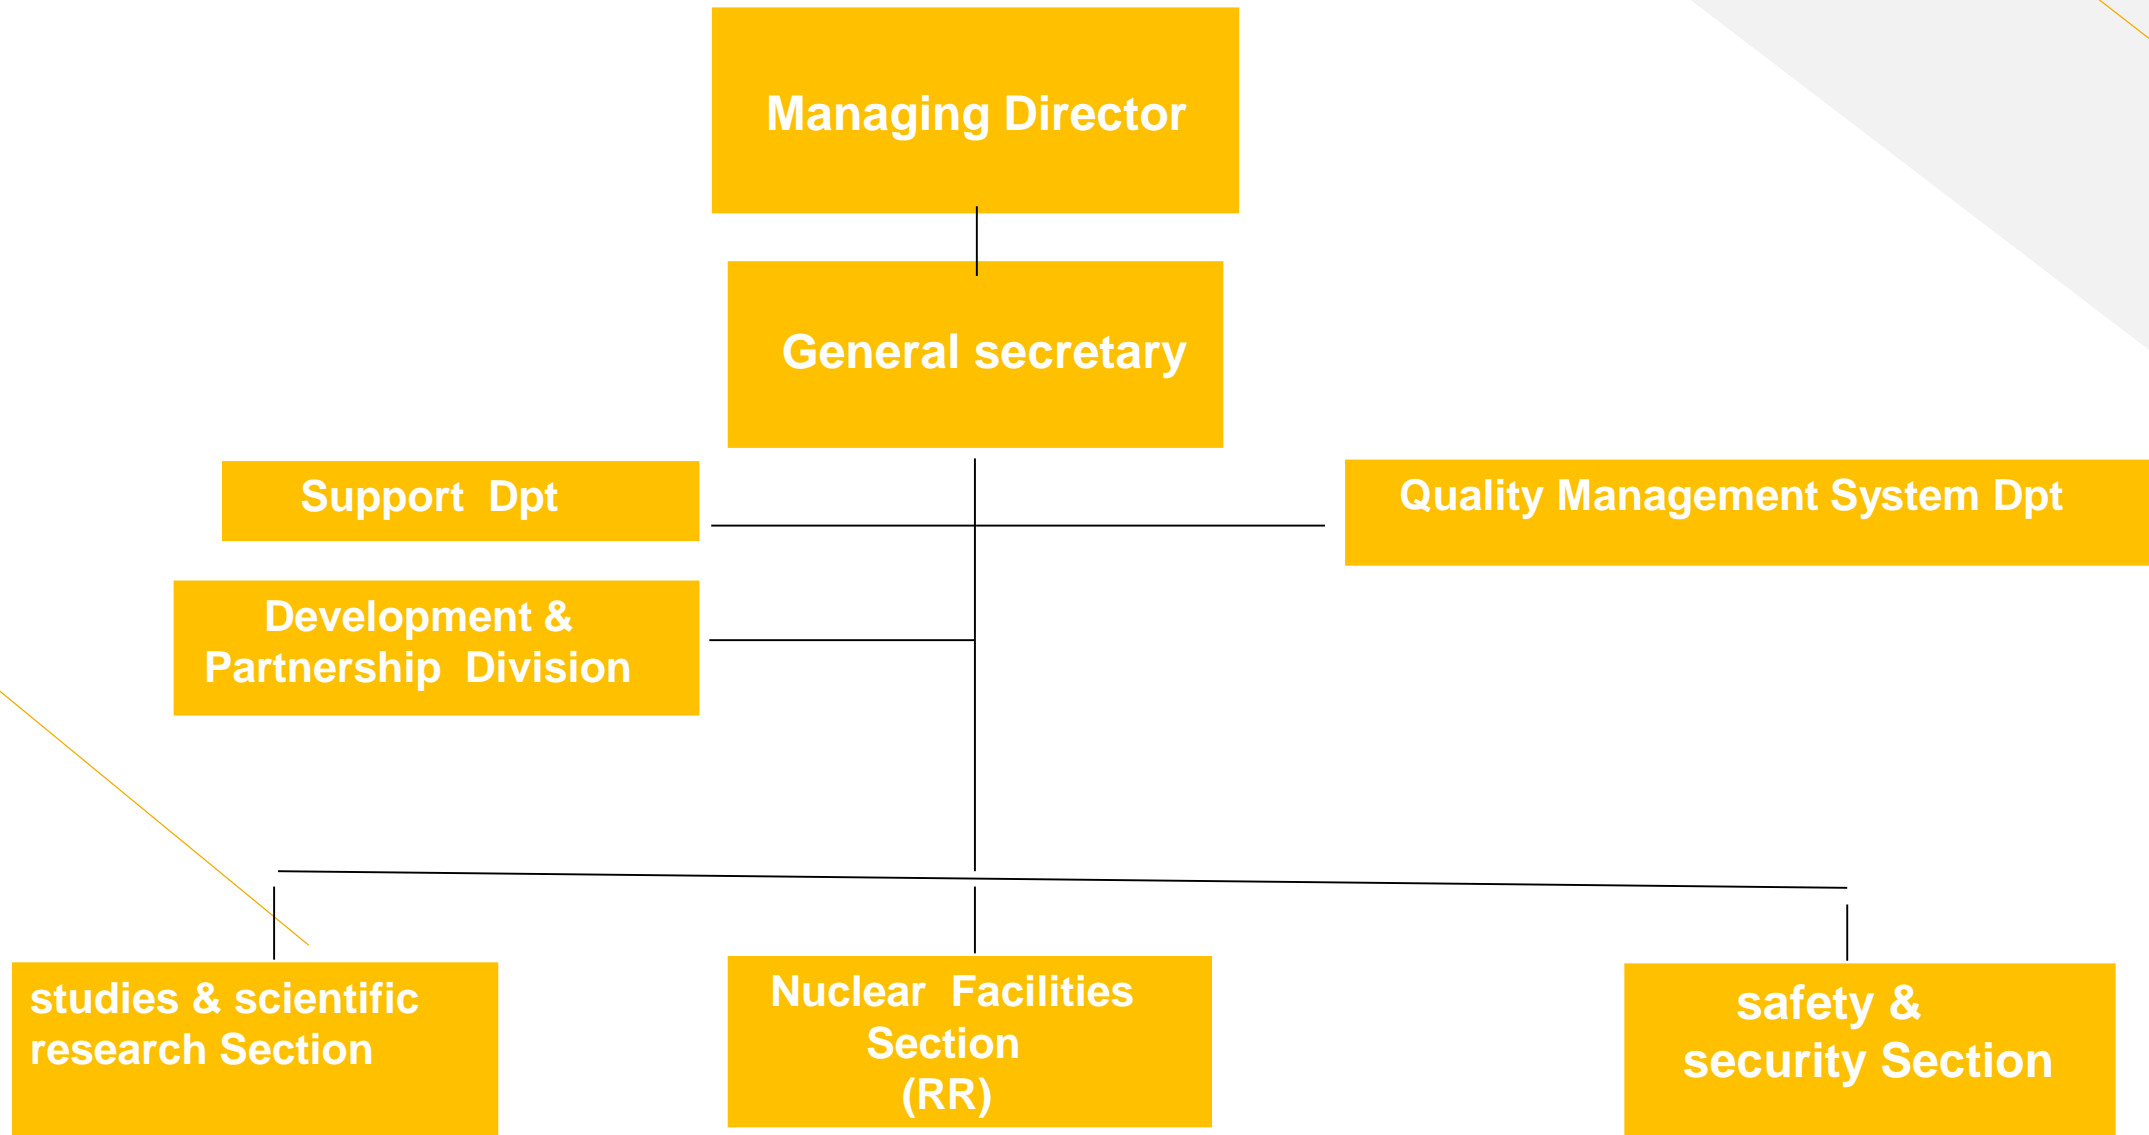 Managing Director
General secretary
Support Dpt
Quality Management System Dpt
Development &
Partnership Division
studies & scientific
research Section
Nuclear Facilities
Section
(RR)
safety &
security Section